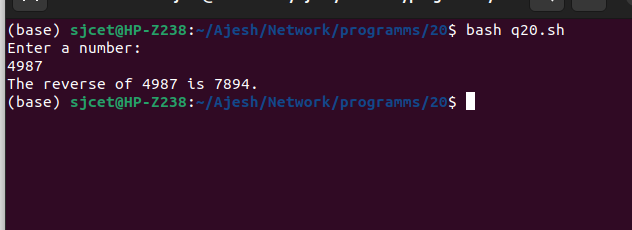 (base) sjcet@HP-Z238:~/Ajesh/Network/programms/20$ bash q20.sh
Enter a number:
4987
The reverse of 4987 is 7894.
(base) sjcet@HP-Z238:~/Ajesh/Network/programms/20$